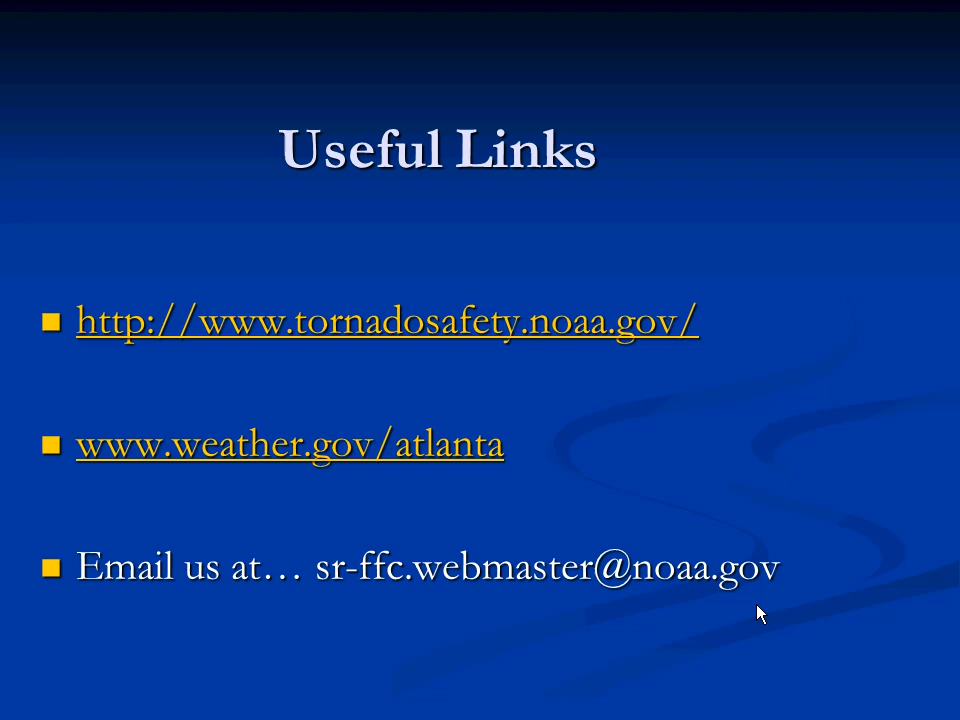 Useful Links
http://www.tornadosafety.noaa.gov/
www.weather.gov/atlanta
Email us at… sr-ffc.webmaster@noaa.gov